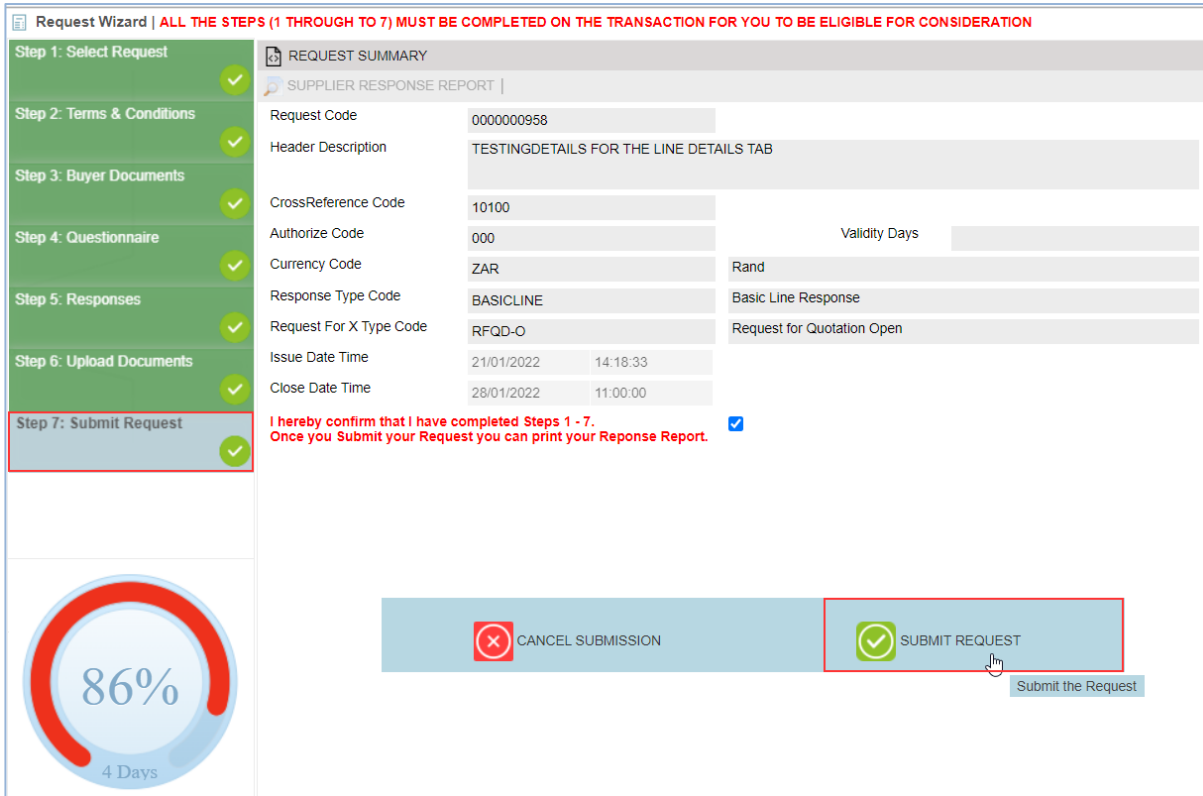 Request Wizard | ALL THE STEPS (1 THROUGH TO 7) MUST BE COMPLETED ON THE TRANSACTION FOR YOU TO BE ELIGIBLE FOR CONSIDERATION
Step 1: Select Request
Step 2: Terms & Conditions
Step 3: Buyer Documents
Step 4: Questionnaire
Step 5: Responses
Step 6: Upload Documents
Step 7: Submit Request
86%
4 Days
REQUEST SUMMARY
SUPPLIER RESPONSE REPORT |
Request Code 0000000958
Header Description TESTINGDETAILS FOR THE LINE DETAILS TAB
CrossReference Code 10100
Authorize Code 000 Validity Days
Currency Code ZAR Rand
Response Type Code BASICLINE Basic Line Response
Request For X Type Code RFQD-O Request for Quotation Open
Issue Date Time 21/01/2022 14:18:33
Close Date Time 28/01/2022 11:00:00
I hereby confirm that I have completed Steps 1 - 7.
Once you Submit your Request you can print your Reponse Report.
CANCEL SUBMISSION SUBMIT REQUEST
Submit the Request